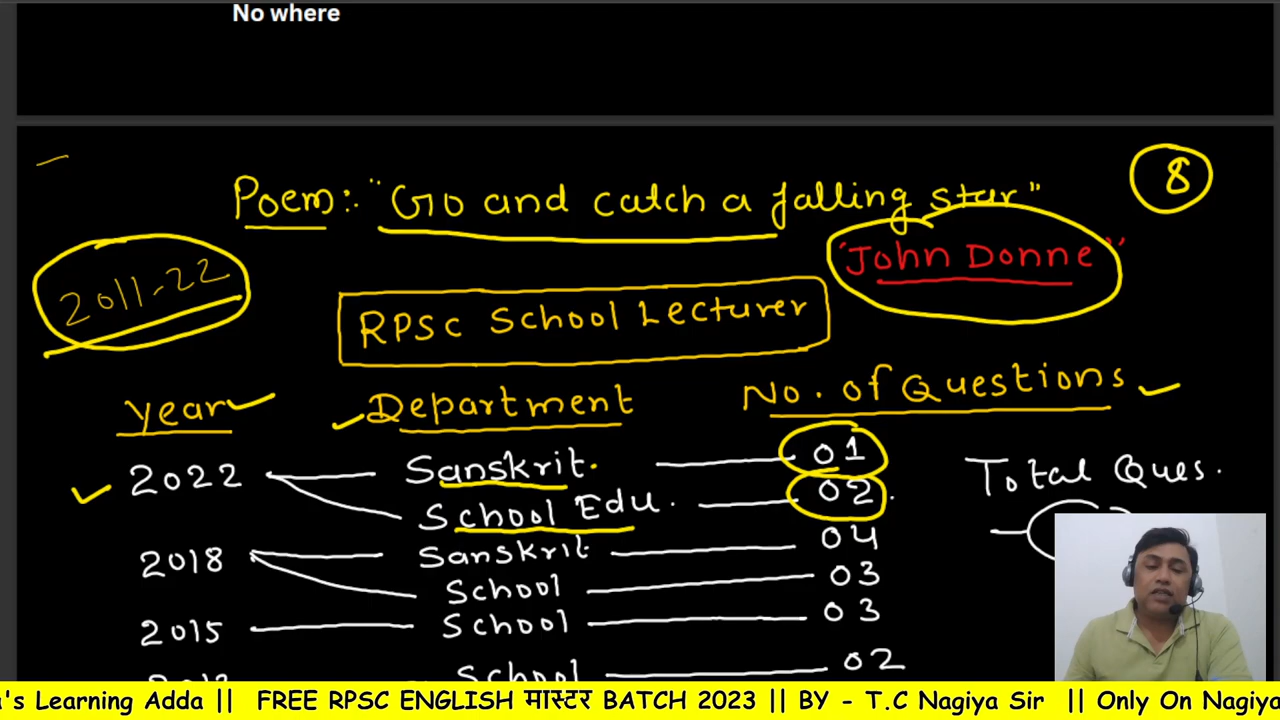 No where
Poem:- "Go and catch a falling star"
8
"John Donne"
2011-22
RPSC School Lecturer
Year Department No. of Questions
2022 Sanskrit. 01
School Edu. 02
Total Ques.
2018 Sanskrit 04
School 03
2015 School 03
School 02
a's Learning Adda || FREE RPSC ENGLISH मास्टर BATCH 2023 || BY - T.C Nagiya Sir || Only On Nagiya